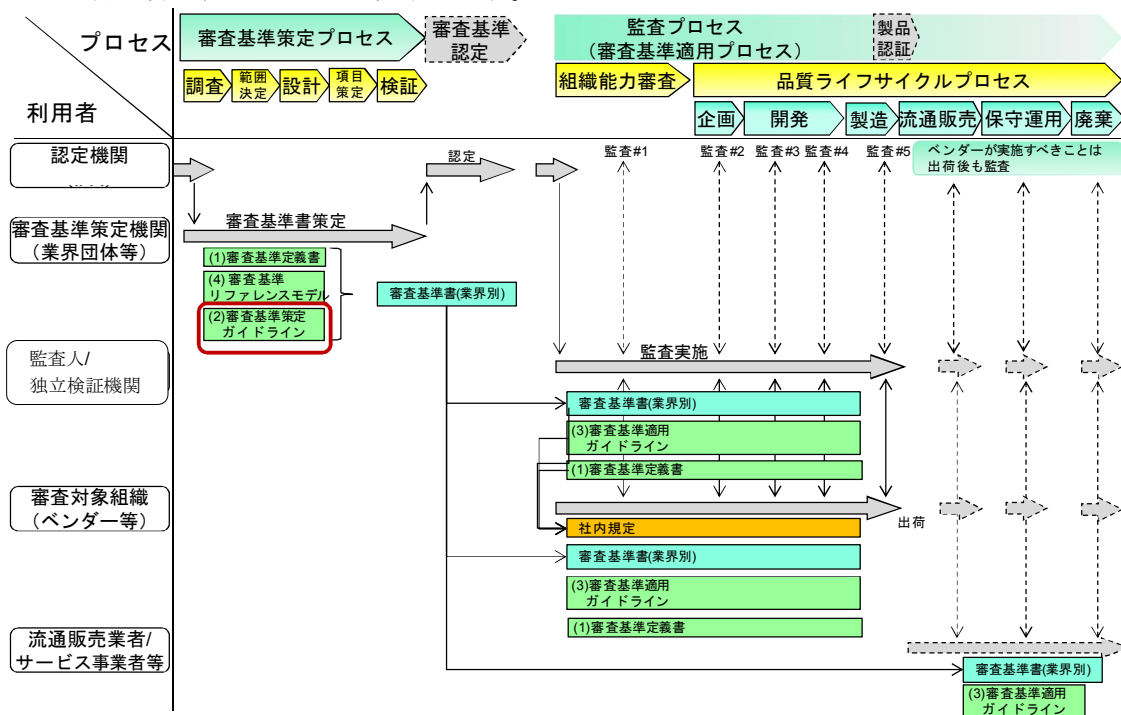 プロセス
利用者
審査基準策定プロセス
審査基準
認定
監査プロセス
（審査基準適用プロセス）
製品
認証
調査
範囲
決定
設計
項目
策定
検証
組織能力審査
品質ライフサイクルプロセス
企画
開発
製造
流通販売
保守運用
廃棄
認定機関
認定
監査#1
監査#2
監査#3
監査#4
監査#5
ベンダーが実施すべきことは
出荷後も監査
審査基準策定機関
（業界団体等）
審査基準書策定
(1)審査基準定義書
(4)審査基準
リファレンスモデル
(2)審査基準策定
ガイドライン
審査基準書(業界別)
監査人/
独立検証機関
監査実施
審査基準書(業界別)
(3)審査基準適用
ガイドライン
(1)審査基準定義書
審査対象組織
（ベンダー等）
出荷
社内規定
審査基準書(業界別)
(3)審査基準適用
ガイドライン
(1)審査基準定義書
流通販売業者/
サービス事業者等
審査基準書(業界別)
(3)審査基準適用
ガイドライン